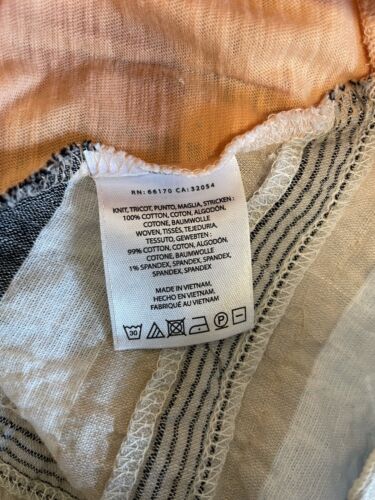 RN: 66170 CA: 32054
KNIT, TRICOT, PUNTO, MAGLIA, STRICKEN :
100% COTTON, COTON, ALGODÓN,
COTONE, BAUMWOLLE
WOVEN, TISSÉS, TEJEDURIA,
TESSUTO, GEWEBTEN :
99% COTTON, COTON, ALGODÓN,
COTONE, BAUMWOLLE
1% SPANDEX, SPANDEX, SPANDEX,
SPANDEX, SPANDEX
MADE IN VIETNAM.
HECHO EN VIETNAM.
FABRIQUÉ AU VIETNAM
30 P